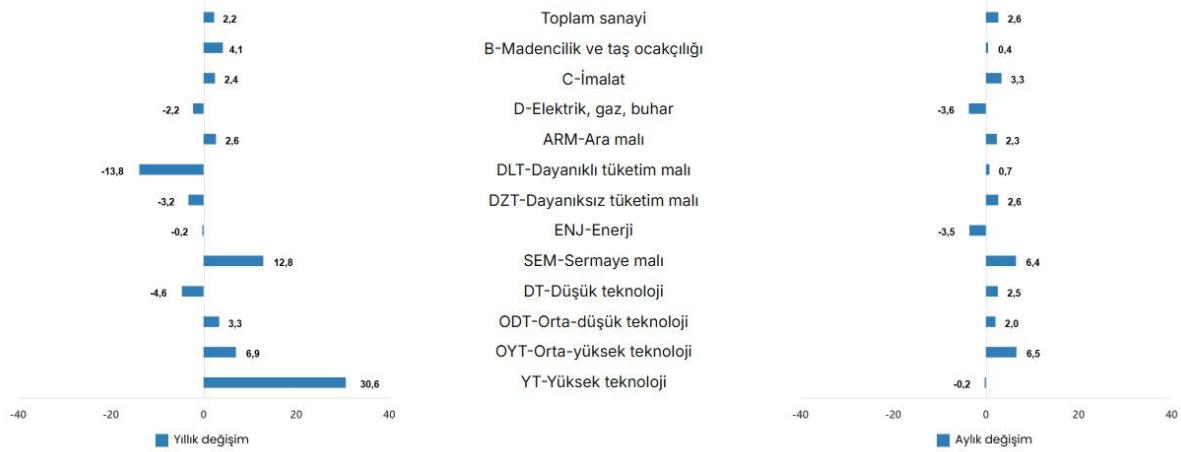 2,2 Toplam sanayi 2,6
4,1 B-Madencilik ve taş ocakçılığı 0,4
2,4 C-İmalat 3,3
-2,2 D-Elektrik, gaz, buhar -3,6
2,6 ARM-Ara malı 2,3
-13,8 DLT-Dayanıklı tüketim malı 0,7
-3,2 DZT-Dayanıksız tüketim malı 2,6
-0,2 ENJ-Enerji -3,5
12,8 SEM-Sermaye malı 6,4
-4,6 DT-Düşük teknoloji 2,5
3,3 ODT-Orta-düşük teknoloji 2,0
6,9 OYT-Orta-yüksek teknoloji 6,5
30,6 YT-Yüksek teknoloji -0,2
-40 -20 0 20 40 -40 -20 0 20 40
Yıllık değişim Aylık değişim